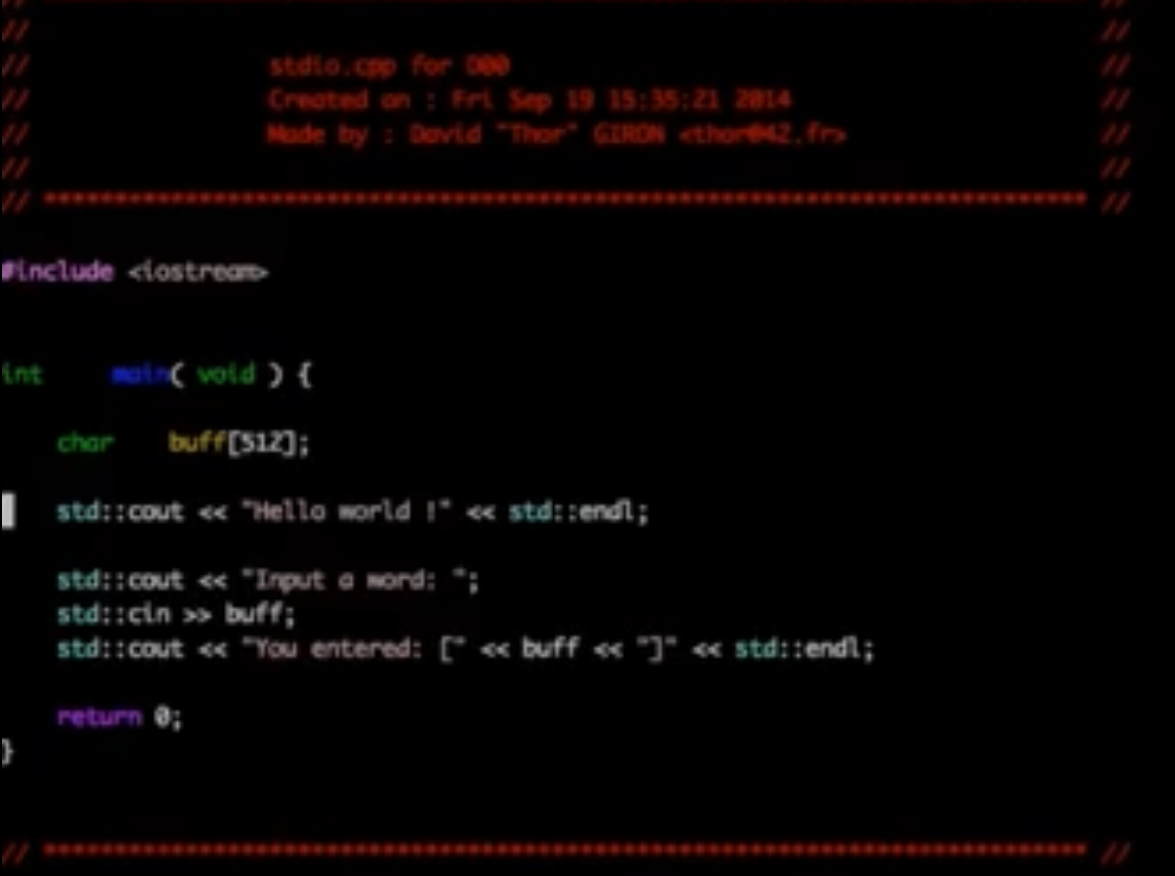 //
//
// stdio.cpp for D00 //
// Created on : Fri Sep 19 15:35:21 2014 //
// Made by : David "Thor" GIRON <thor@42.fr> //
// //
// ************************************************************************** //
#include <iostream>
int main( void ) {
char buff[512];
std::cout << "Hello world !" << std::endl;
std::cout << "Input a word: ";
std::cin >> buff;
std::cout << "You entered: [" << buff << "]" << std::endl;
return 0;
}
// ************************************************************************** //